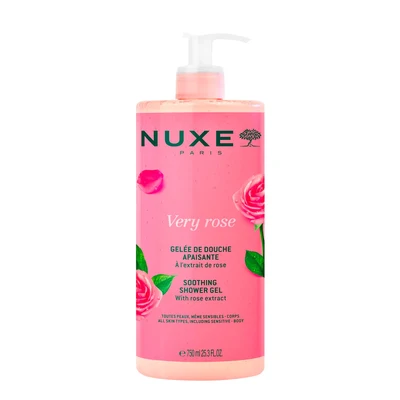 NUXE
PARIS
Very rose
GELÉE DE DOUCHE
APAISANTE
À l'extrait de rose
SOOTHING
SHOWER GEL
With rose extract
TOUTES PEAUX, MÊME SENSIBLES - CORPS
ALL SKIN TYPES, INCLUDING SENSITIVE - BODY
℮ 750 ml 25.3 FL.OZ.